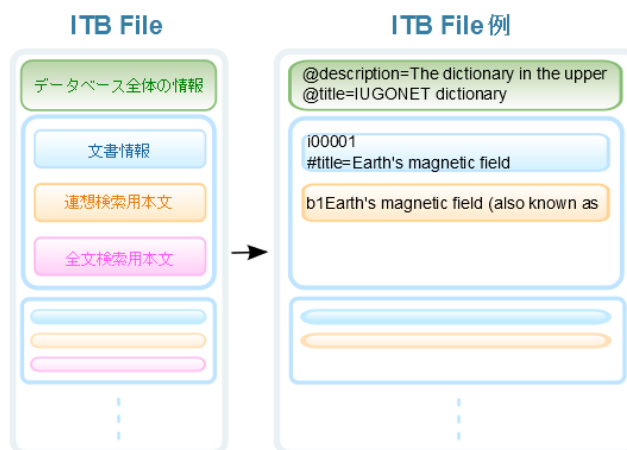 ITB File
データベース全体の情報
文書情報
連想検索用本文
全文検索用本文
ITB File例
@description=The dictionary in the upper
@title=IUGONET dictionary
i00001
#title=Earth's magnetic field
b1Earth's magnetic field (also known as